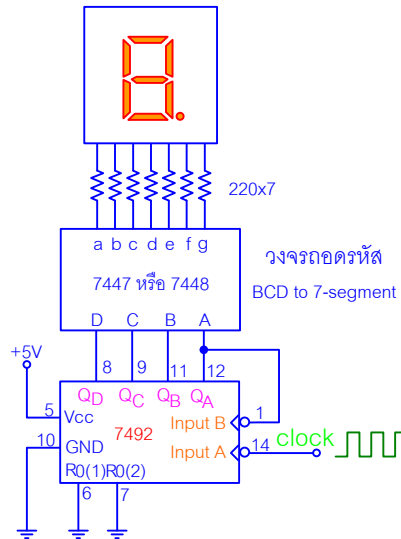 220x7
a b c d e f g
7447 หรือ 7448
วงจรถอดรหัส
BCD to 7-segment
D C B A
+5V
8 9 11 12
QD QC QB QA
5 Vcc
Input B 1
7492
10 GND
Input A 14 clock
R0(1) R0(2)
6 7